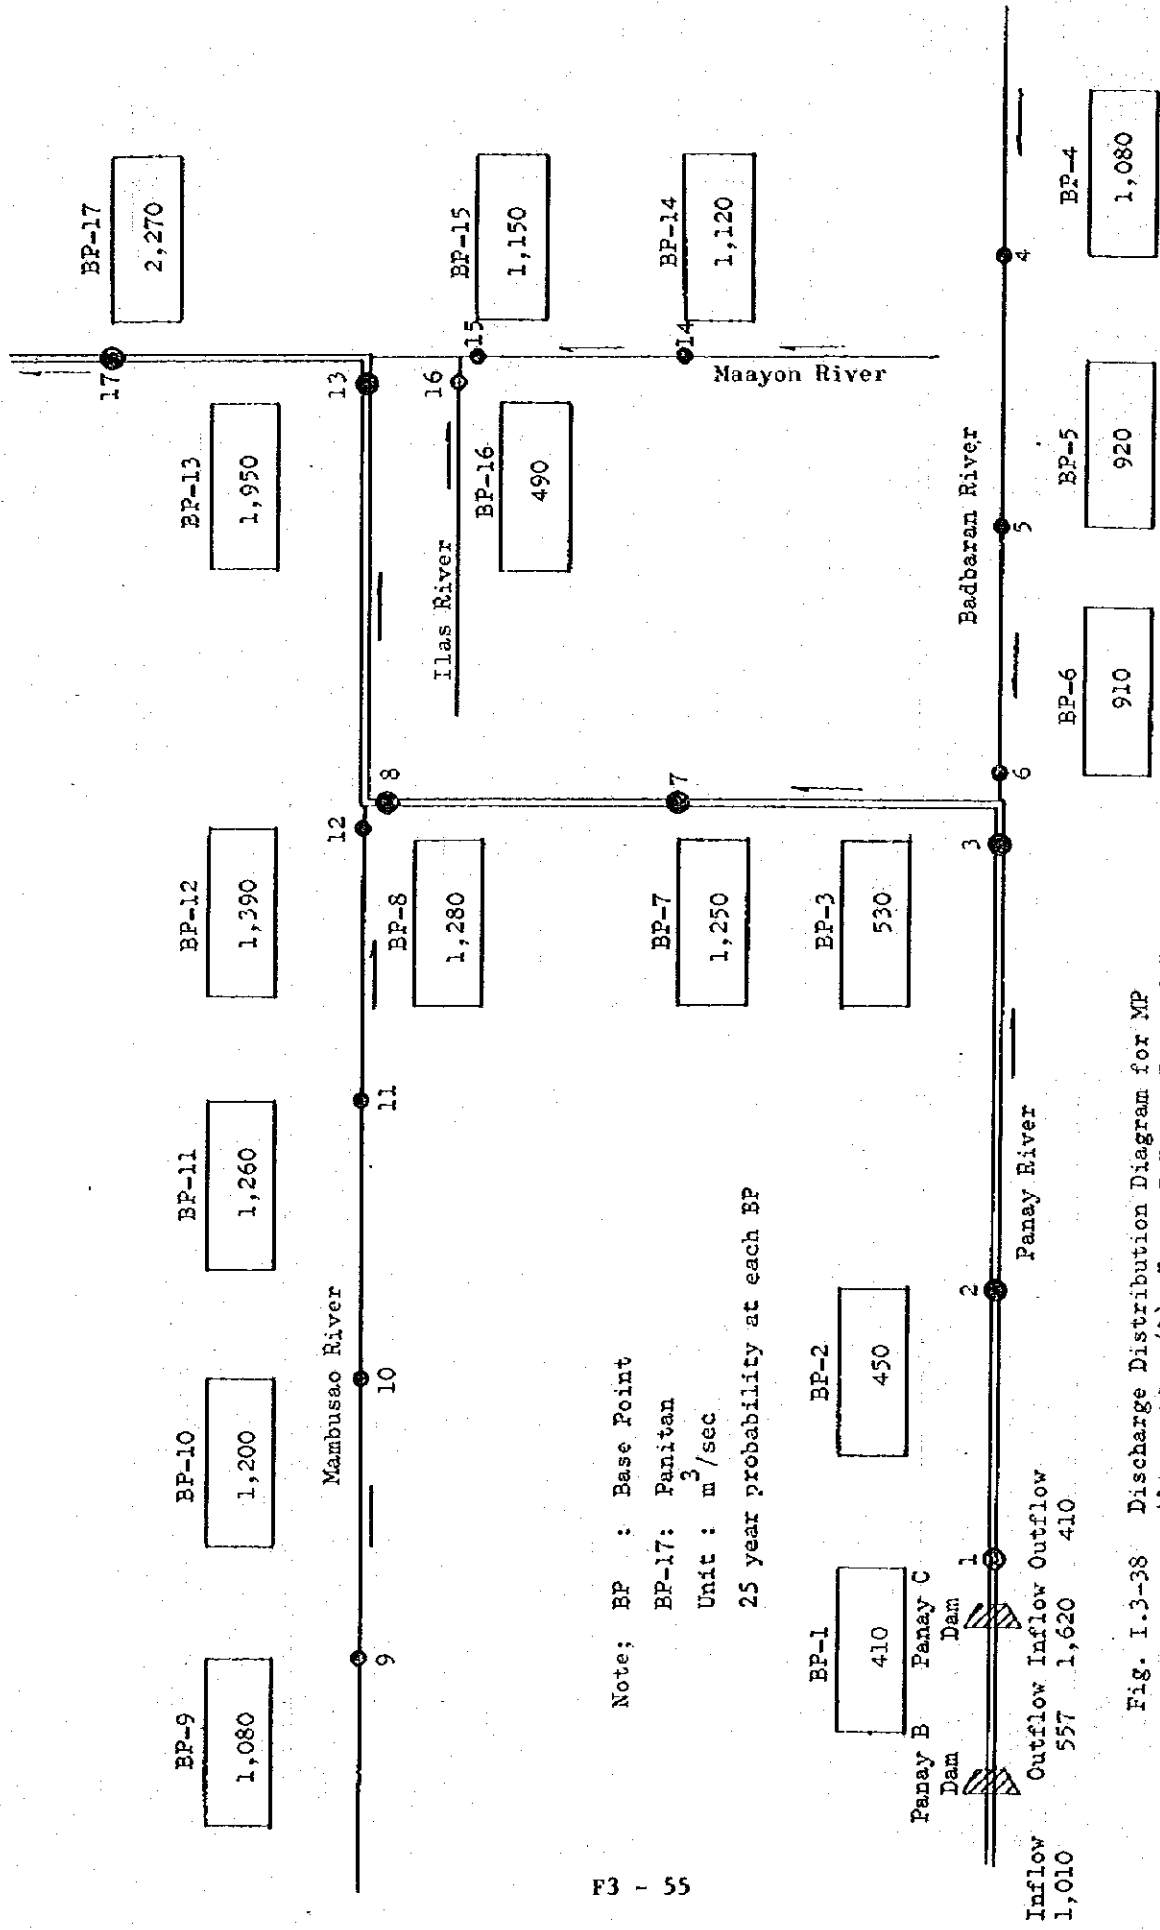 BP-9
1,080
BP-10
1,200
BP-11
1,260
BP-12
1,390
BP-13
1,950
BP-17
2,270
17
Mambusao River
9
10
11
12
8
13
BP-8
1,280
Ilas River
16
15
BP-16
490
BP-15
1,150
Note; BP : Base Point
BP-17: Panitan
Unit : m³/sec
25 year probability at each BP
BP-7
1,250
7
14
BP-14
1,120
Maayon River
BP-1
410
BP-2
450
BP-3
530
Panay B
Dam
Panay C
Dam
1
2
3
6
5
4
Panay River
Badbaran River
Inflow Outflow Inflow Outflow
1,010 557 1,620 410
BP-6
910
BP-5
920
BP-4
1,080
Fig. I.3-38 Discharge Distribution Diagram for MP
F3 - 55